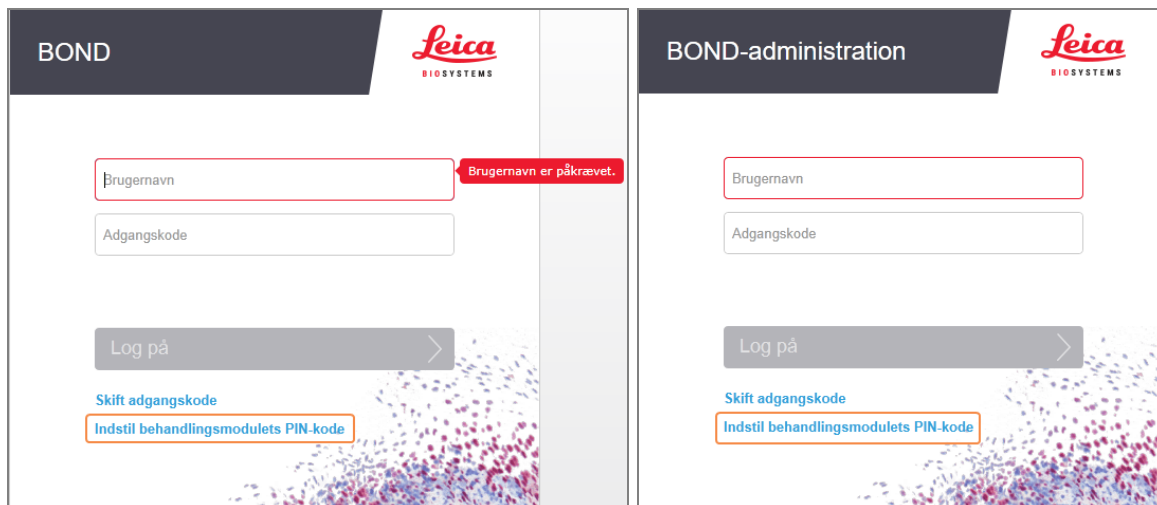 BOND
Leica
BIOSYSTEMS
Brugernavn
Brugernavn er påkrævet.
Adgangskode
Log på
Skift adgangskode
Indstil behandlingsmodulets PIN-kode
BOND-administration
Leica
BIOSYSTEMS
Brugernavn
Adgangskode
Log på
Skift adgangskode
Indstil behandlingsmodulets PIN-kode